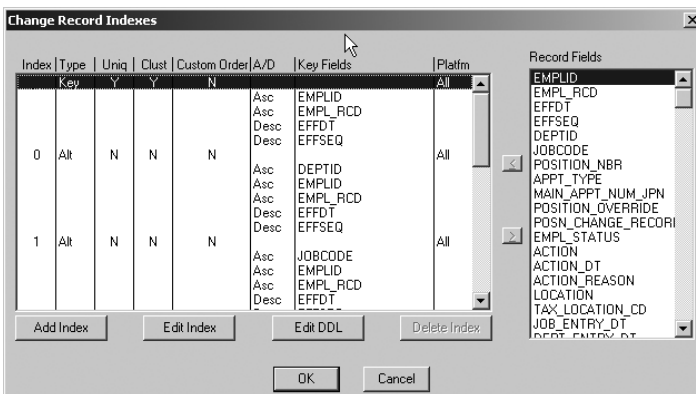 Change Record Indexes
Index Type Uniq Clust Custom Order A/D Key Fields Platfm
Key Y Y N All
Asc EMPLID
Asc EMPL_RCD
Desc EFFDT
Desc EFFSEQ
0 Alt N N N All
Asc DEPTID
Asc EMPLID
Asc EMPL_RCD
Desc EFFDT
Desc EFFSEQ
1 Alt N N N All
Asc JOBCODE
Asc EMPLID
Asc EMPL_RCD
Desc EFFDT
Record Fields
EMPLID
EMPL_RCD
EFFDT
EFFSEQ
DEPTID
JOBCODE
POSITION_NBR
APPT_TYPE
MAIN_APPT_NUM_JPN
POSITION_OVERRIDE
POSN_CHANGE_RECORI
EMPL_STATUS
ACTION
ACTION_DT
ACTION_REASON
LOCATION
TAX_LOCATION_CD
JOB_ENTRY_DT
DEPT_ENTRY_DT
<
>
Add Index Edit Index Edit DDL Delete Index
OK Cancel